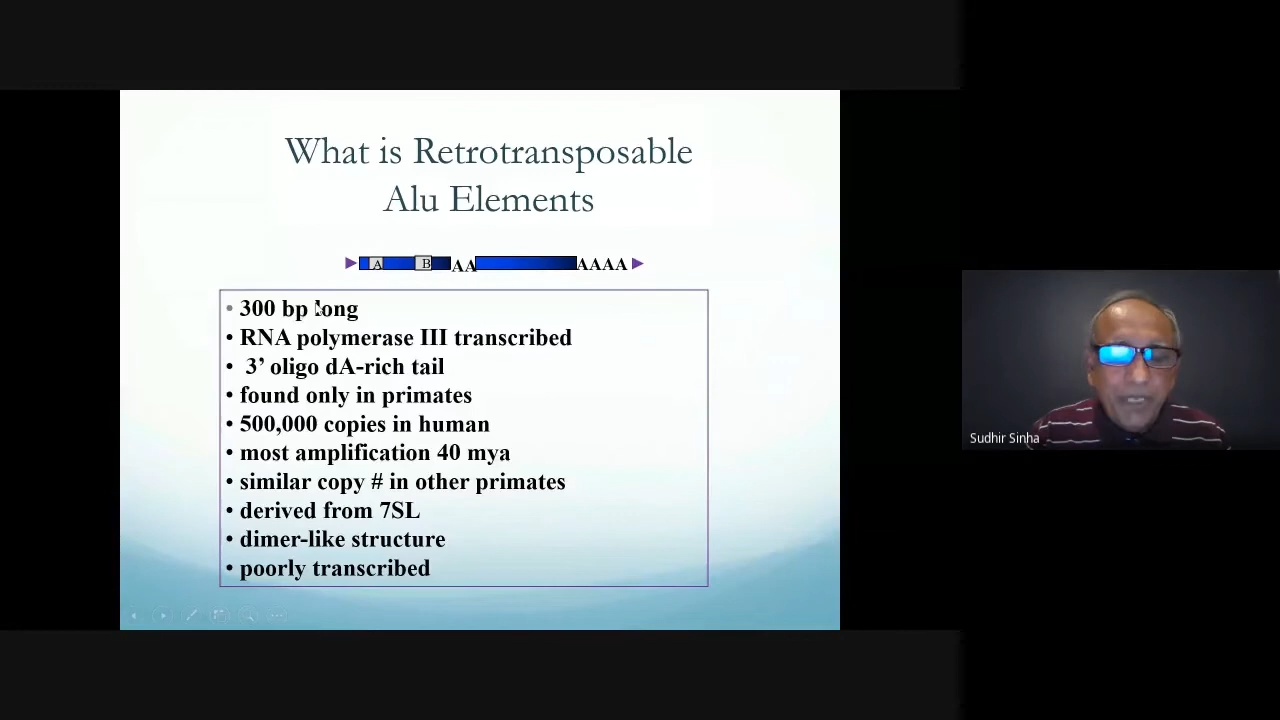 What is Retrotransposable
Alu Elements
A B AA AAAA
• 300 bp long
• RNA polymerase III transcribed
• 3’ oligo dA-rich tail
• found only in primates
• 500,000 copies in human
• most amplification 40 mya
• similar copy # in other primates
• derived from 7SL
• dimer-like structure
• poorly transcribed
Sudhir Sinha